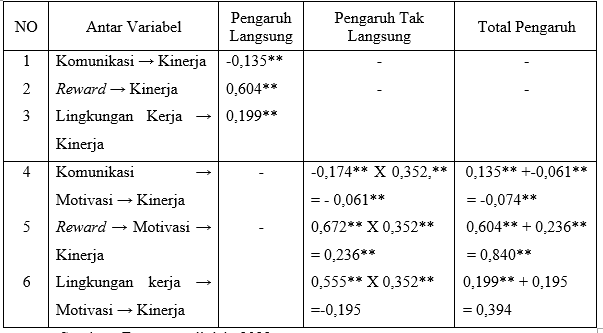 NO Antar Variabel Pengaruh Langsung Pengaruh Tak Langsung Total Pengaruh
1 Komunikasi → Kinerja -0,135** - -
2 Reward → Kinerja 0,604** - -
3 Lingkungan Kerja → 0,199**
Kinerja
4 Komunikasi → - -0,174** X 0,352,** 0,135** +-0,061**
Motivasi → Kinerja = - 0,061** = -0,074**
5 Reward → Motivasi → - 0,672** X 0,352** 0,604** + 0,236**
Kinerja = 0,236** = 0,840**
6 Lingkungan kerja → 0,555** X 0,352** 0,199** + 0,195
Motivasi → Kinerja =-0,195 = 0,394